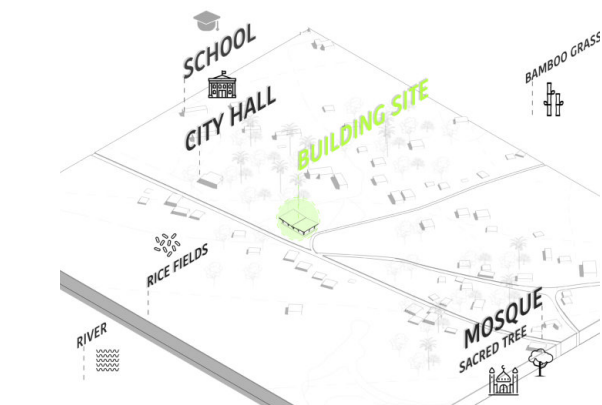 SCHOOL
CITY HALL
BUILDING SITE
BAMBOO GRASS
RICE FIELDS
RIVER
MOSQUE
SACRED TREE